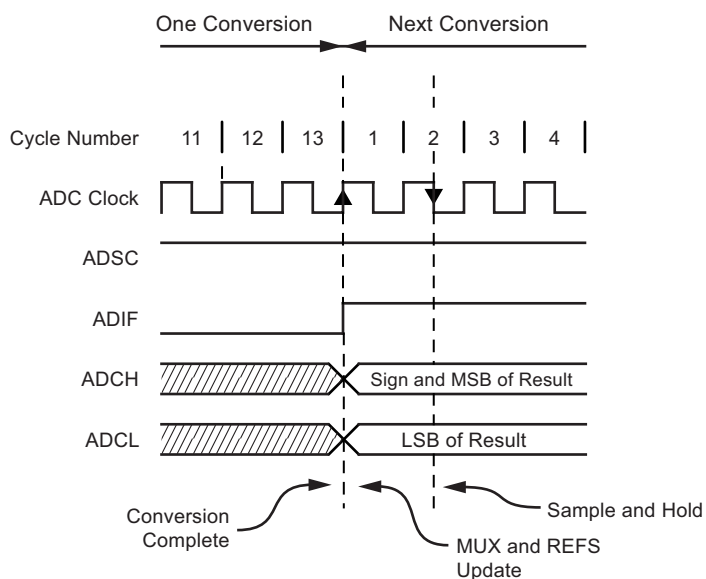 One Conversion Next Conversion
Cycle Number 11 12 13 1 2 3 4
ADC Clock
ADSC
ADIF
ADCH Sign and MSB of Result
ADCL LSB of Result
Conversion
Complete
MUX and REFS
Update
Sample and Hold